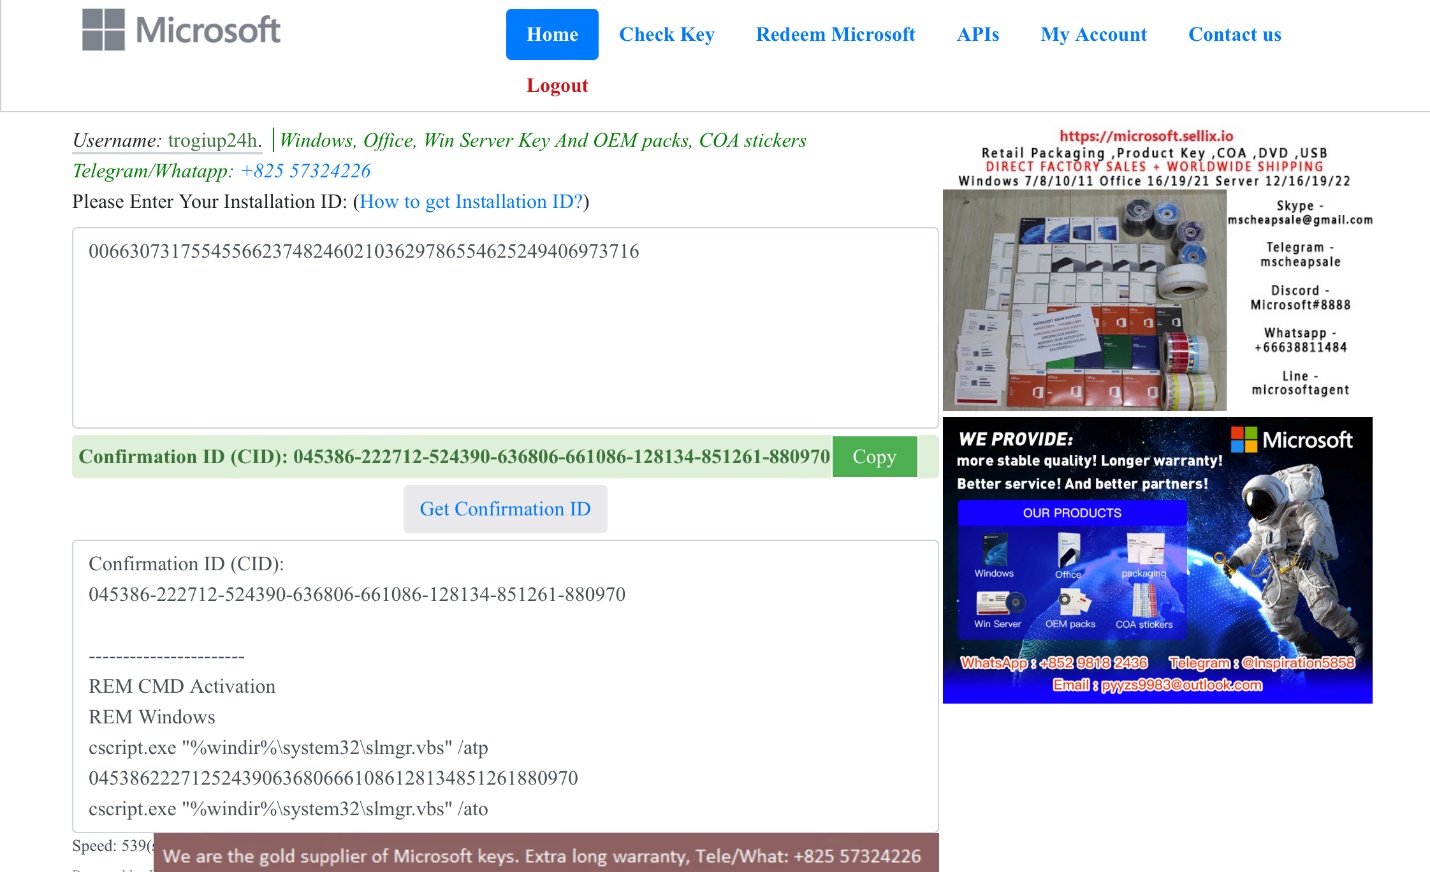 Microsoft
Home
Check Key
Redeem Microsoft
APIs
My Account
Contact us
Logout
Username: trogiup24h. Windows, Office, Win Server Key And OEM packs, COA stickers
Telegram/Whatapp: +825 57324226
Please Enter Your Installation ID: (How to get Installation ID?)
006630731755455662374824602103629786554625249406973716
Confirmation ID (CID): 045386-222712-524390-636806-661086-128134-851261-880970
Copy
Get Confirmation ID
Confirmation ID (CID):
045386-222712-524390-636806-661086-128134-851261-880970
-----------------------
REM CMD Activation
REM Windows
cscript.exe "%windir%\system32\slmgr.vbs" /atp
045386222712524390636806661086128134851261880970
cscript.exe "%windir%\system32\slmgr.vbs" /ato
Speed: 539(
We are the gold supplier of Microsoft keys. Extra long warranty, Tele/What: +825 57324226
https://microsoft.sellix.io
Retail Packaging ,Product Key ,COA ,DVD ,USB
DIRECT FACTORY SALES + WORLDWIDE SHIPPING
Windows 7/8/10/11 Office 16/19/21 Server 12/16/19/22
Skype -
mscheapsale@gmail.com
Telegram -
mscheapsale
Discord -
Microsoft#8888
Whatsapp -
+66638811484
Line -
microsoftagent
WE PROVIDE:
Microsoft
more stable quality! Longer warranty!
Better service! And better partners!
OUR PRODUCTS
Windows
Office
packaging
Win Server
OEM packs
COA stickers
WhatsApp : +852 9818 2436
Telegram : @Inspiration5858
Email : pyyzs9983@outlook.com